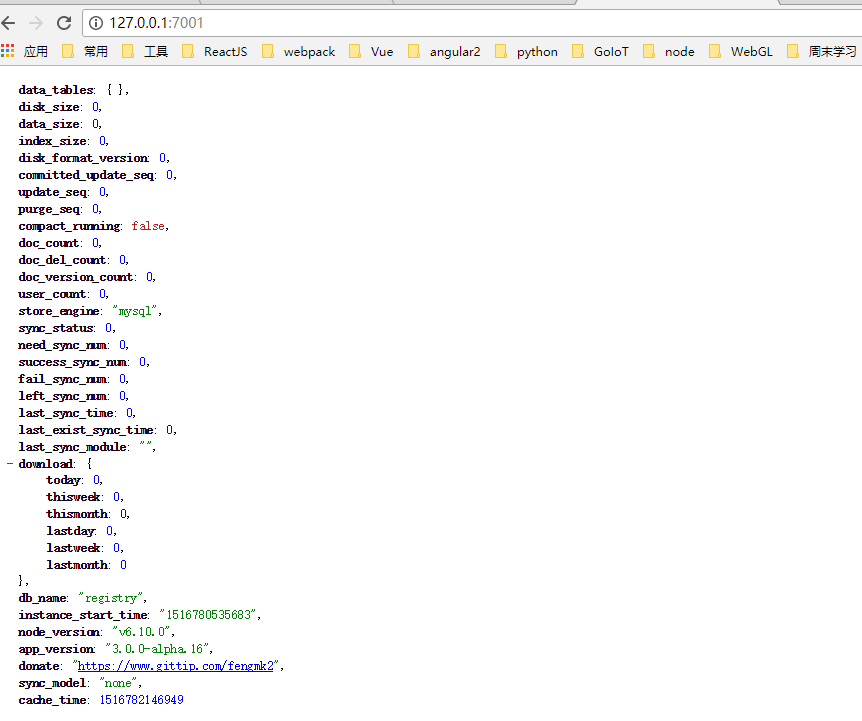 127.0.0.1:7001
应用 常用 工具 ReactJS webpack Vue angular2 python GoIoT node WebGL 周末学习
data_tables: { },
disk_size: 0,
data_size: 0,
index_size: 0,
disk_format_version: 0,
committed_update_seq: 0,
update_seq: 0,
purge_seq: 0,
compact_running: false,
doc_count: 0,
doc_del_count: 0,
doc_version_count: 0,
user_count: 0,
store_engine: "mysql",
sync_status: 0,
need_sync_num: 0,
success_sync_num: 0,
fail_sync_num: 0,
left_sync_num: 0,
last_sync_time: 0,
last_exist_sync_time: 0,
last_sync_module: "",
- download: {
today: 0,
thisweek: 0,
thismonth: 0,
lastday: 0,
lastweek: 0,
lastmonth: 0
},
db_name: "registry",
instance_start_time: "1516780535683",
node_version: "v6.10.0",
app_version: "3.0.0-alpha.16",
donate: "https://www.gittip.com/fengmk2",
sync_model: "none",
cache_time: 1516782146949